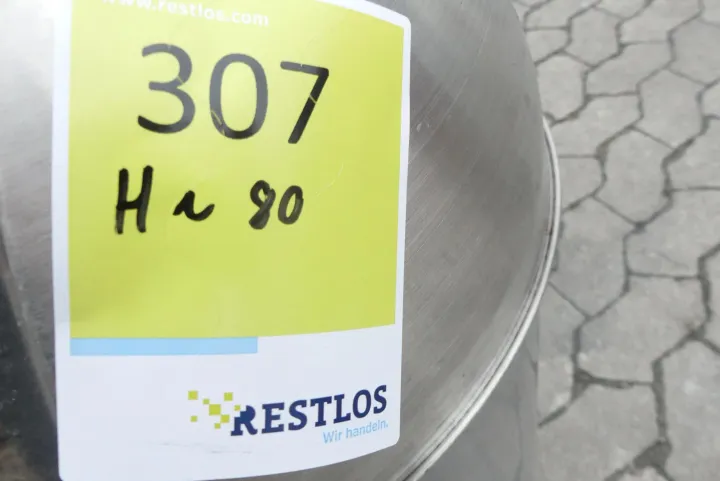 www.restlos.com
307
H ~ 80
RESTLOS
Wir handeln.